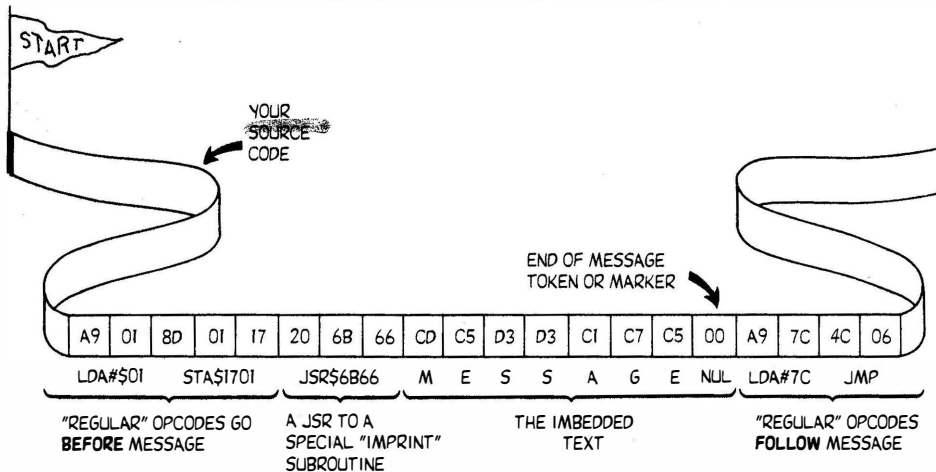 START
YOUR
SOURCE
CODE
END OF MESSAGE
TOKEN OR MARKER
A9 01 8D 01 17 20 6B 66 CD C5 D3 D3 C1 C7 C5 00 A9 7C 4C 06
LDA#$01 STA$1701 JSR$6B66 M E S S A G E NUL LDA#7C JMP
"REGULAR" OPCODES GO
BEFORE MESSAGE
A JSR TO A
SPECIAL "IMPRINT"
SUBROUTINE
THE IMBEDDED
TEXT
"REGULAR" OPCODES
FOLLOW MESSAGE